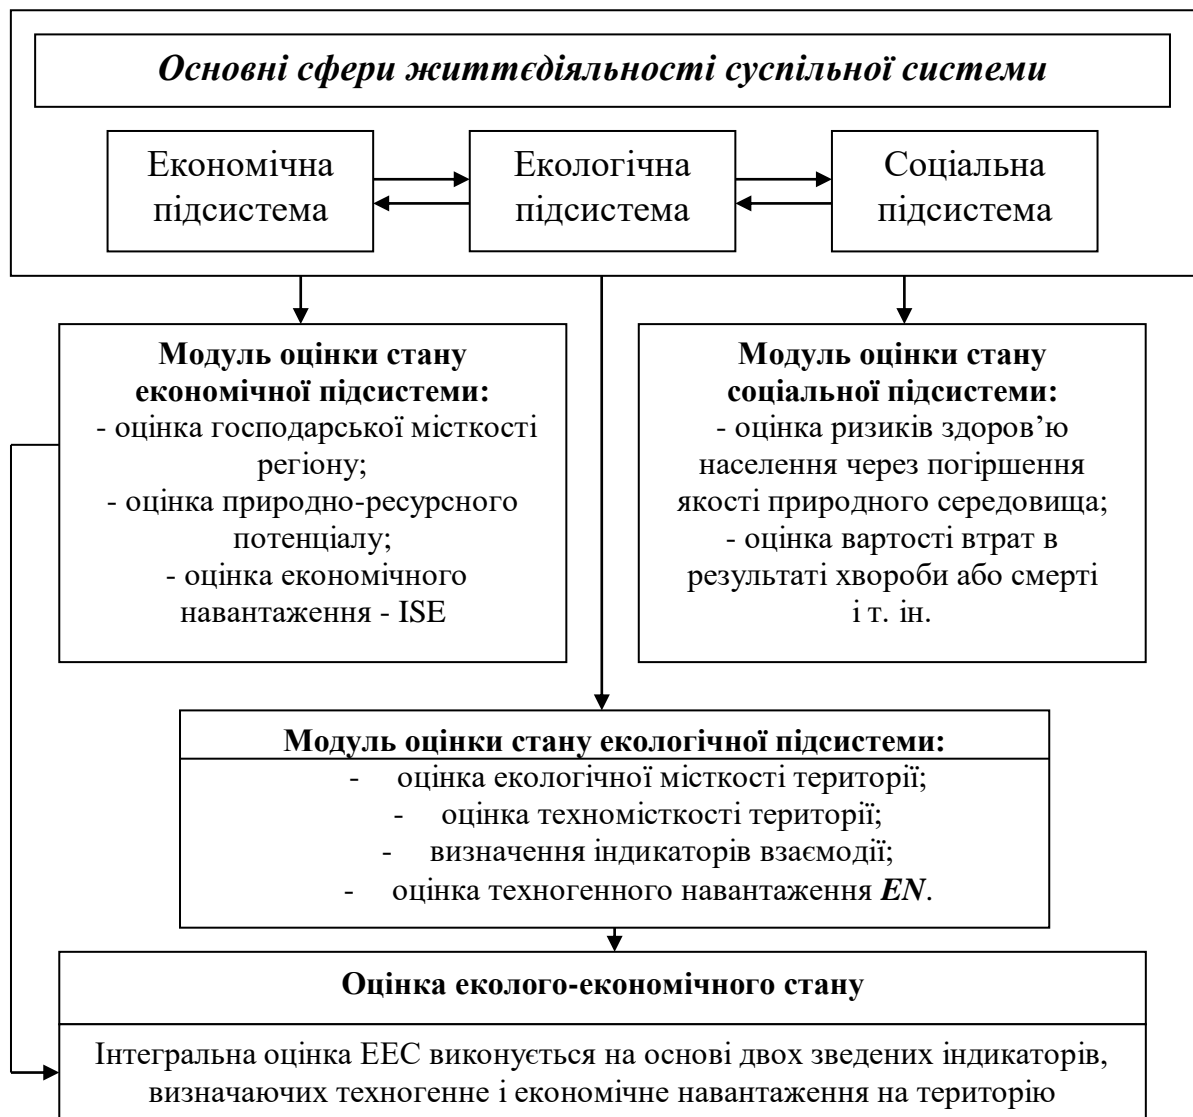 Основні сфери життєдіяльності суспільної системи
Економічна
підсистема
Екологічна
підсистема
Соціальна
підсистема
Модуль оцінки стану
економічної підсистеми:
- оцінка господарської місткості
регіону;
- оцінка природно-ресурсного
потенціалу;
- оцінка економічного
навантаження - ISE
Модуль оцінки стану
соціальної підсистеми:
- оцінка ризиків здоров’ю
населення через погіршення
якості природного середовища;
- оцінка вартості втрат в
результаті хвороби або смерті
і т. ін.
Модуль оцінки стану екологічної підсистеми:
- оцінка екологічної місткості території;
- оцінка техномісткості території;
- визначення індикаторів взаємодії;
- оцінка техногенного навантаження EN.
Оцінка еколого-економічного стану
Інтегральна оцінка ЕЕС виконується на основі двох зведених індикаторів,
визначаючих техногенне і економічне навантаження на територію